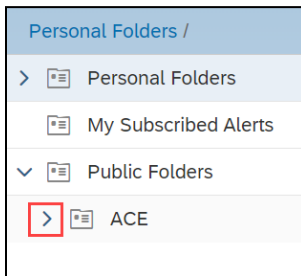 Personal Folders /
Personal Folders
My Subscribed Alerts
Public Folders
ACE